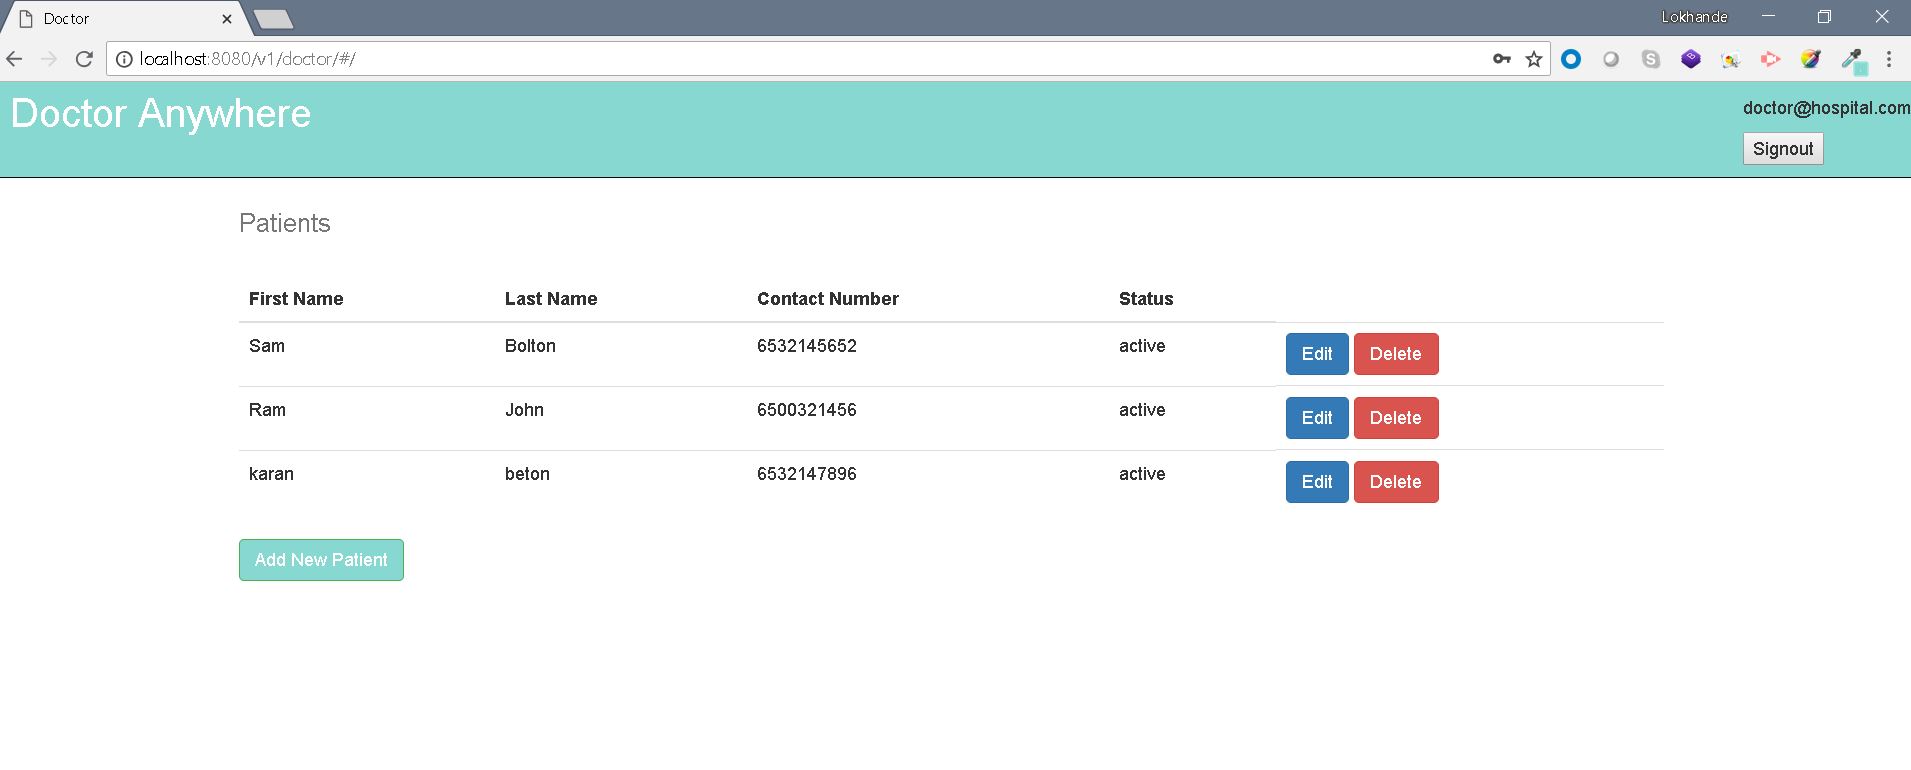 Doctor
Lokhande
localhost:8080/v1/doctor/#/
Doctor Anywhere
doctor@hospital.com
Signout
Patients
First Name Last Name Contact Number Status
Sam Bolton 6532145652 active Edit Delete
Ram John 6500321456 active Edit Delete
karan beton 6532147896 active Edit Delete
Add New Patient